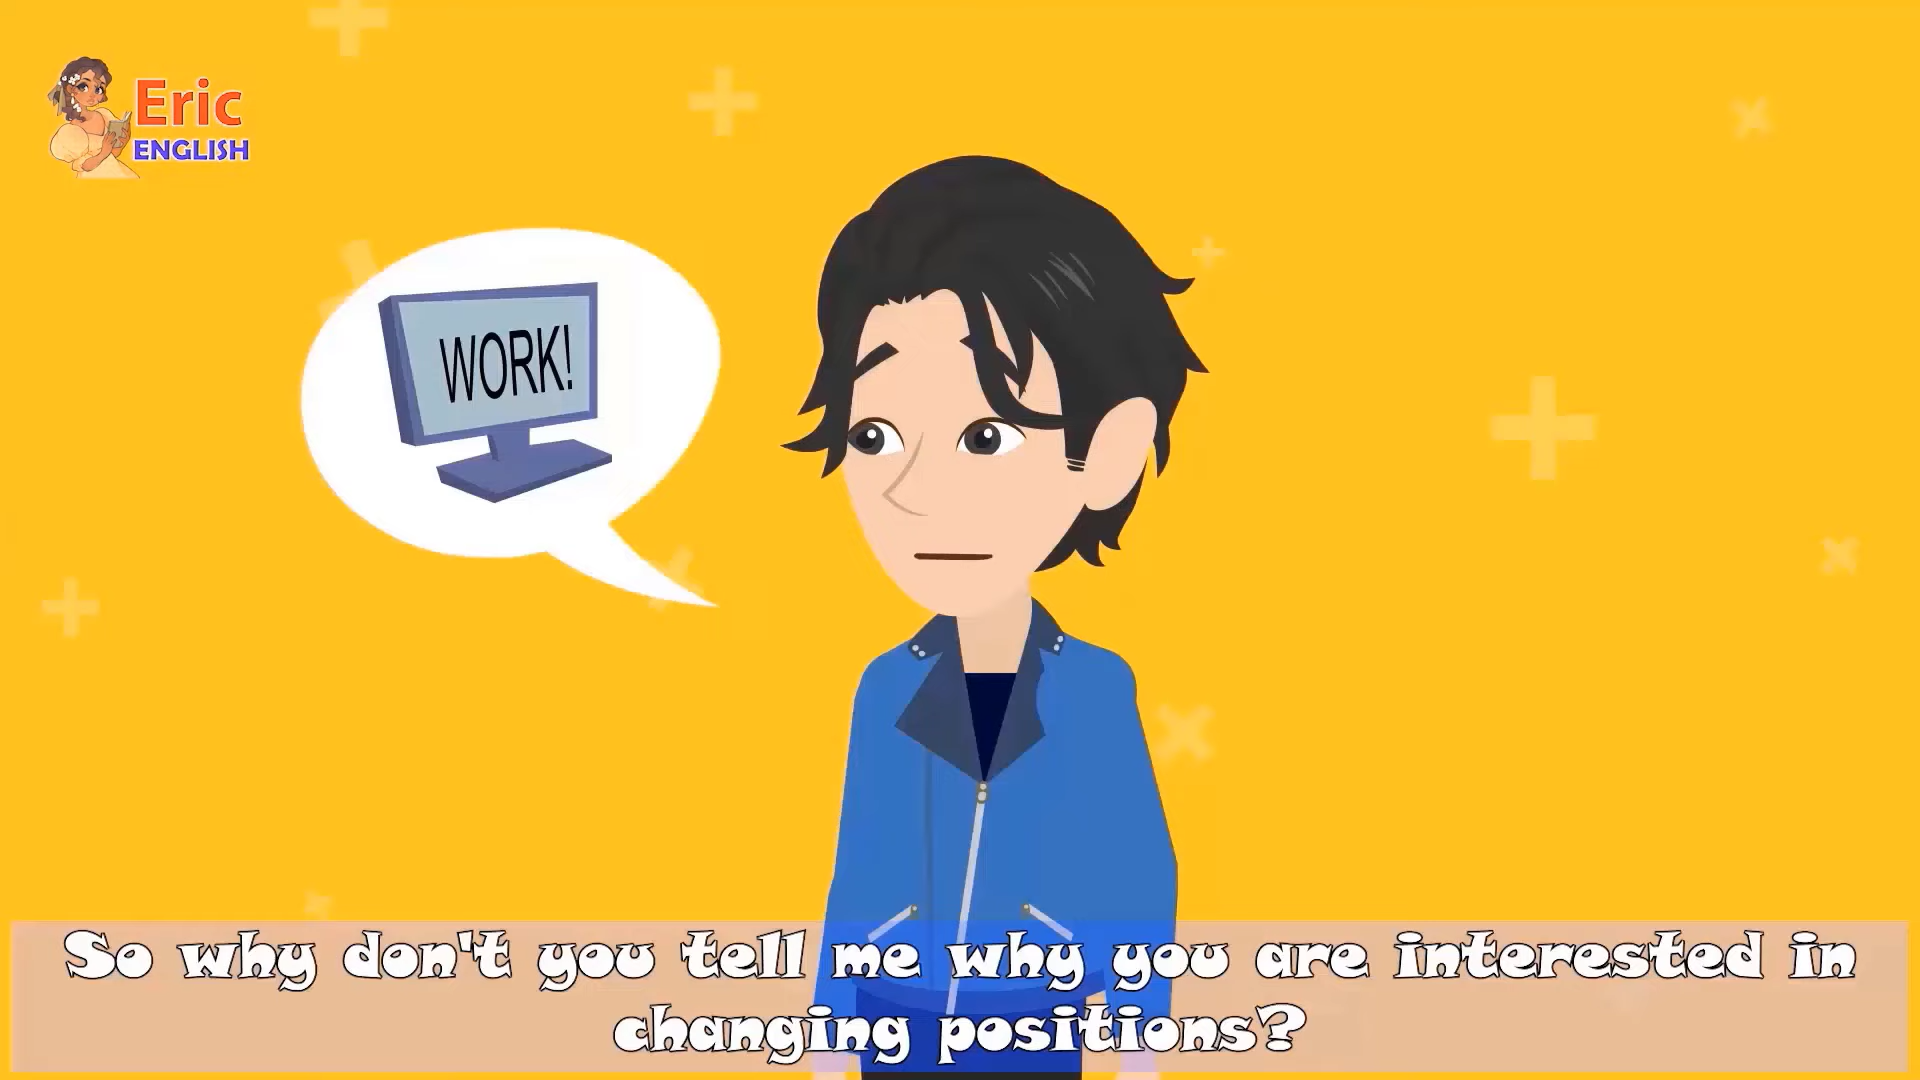 Eric
ENGLISH
WORK!
So why don't you tell me why you are interested in
changing positions?